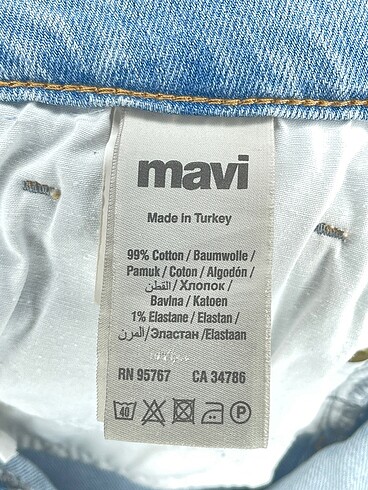 mavi
Made in Turkey
99% Cotton / Baumwolle /
Pamuk / Coton / Algodón /
القطن / Хлопок /
Bavlna / Katoen
1% Elastane / Elastan /
المرن / Эластан / Elastaan
RN 95767 CA 34786
40 P